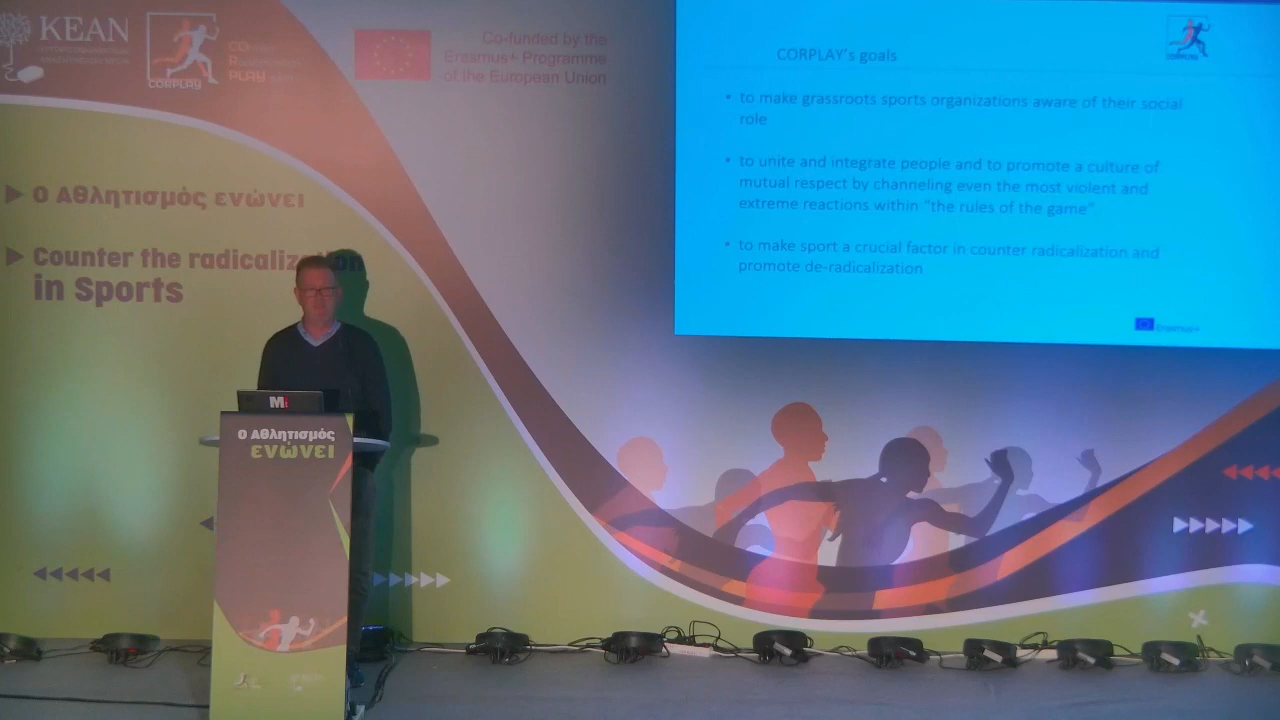 KEAN
CORPLAY
PLAY
Co-funded by the
Erasmus+ Programme
of the European Union
Ο Αθλητισμός ενώνει
Counter the radicalization
in Sports
CORPLAY's goals
CORPLAY
• to make grassroots sports organizations aware of their social
role
• to unite and integrate people and to promote a culture of
mutual respect by channeling even the most violent and
extreme reactions within "the rules of the game"
• to make sport a crucial factor in counter radicalization and
promote de-radicalization
Erasmus+
Mi
Ο Αθλητισμός
ενώνει